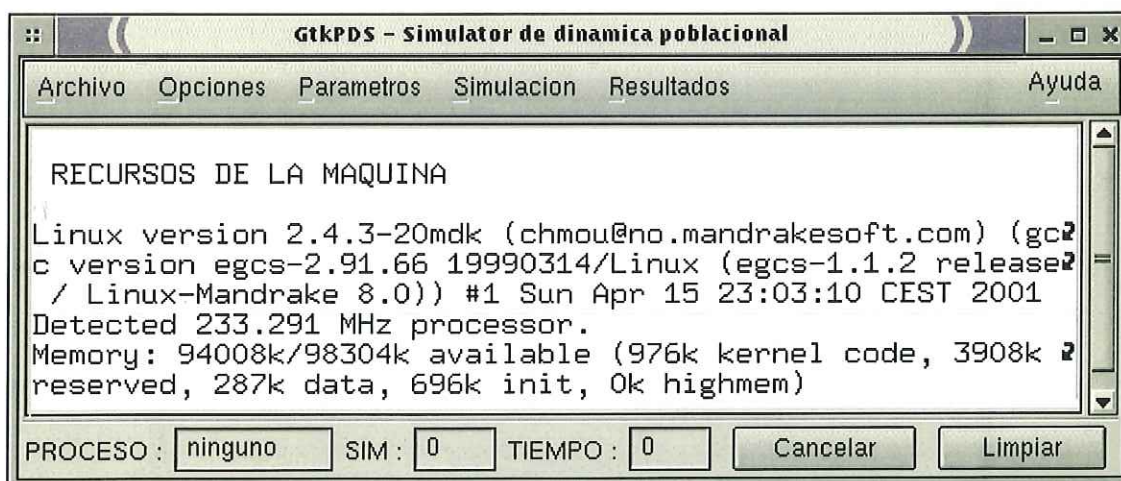 GtkPDS - Simulator de dinamica poblacional
Archivo Opciones Parametros Simulacion Resultados Ayuda
RECURSOS DE LA MAQUINA
Linux version 2.4.3-20mdk (chmou@no.mandrakesoft.com) (gc
c version egcs-2.91.66 19990314/Linux (egcs-1.1.2 release
/ Linux-Mandrake 8.0)) #1 Sun Apr 15 23:03:10 CEST 2001
Detected 233.291 MHz processor.
Memory: 94008k/98304k available (976k kernel code, 3908k
reserved, 287k data, 696k init, 0k highmem)
PROCESO : ninguno SIM : 0 TIEMPO : 0 Cancelar Limpiar